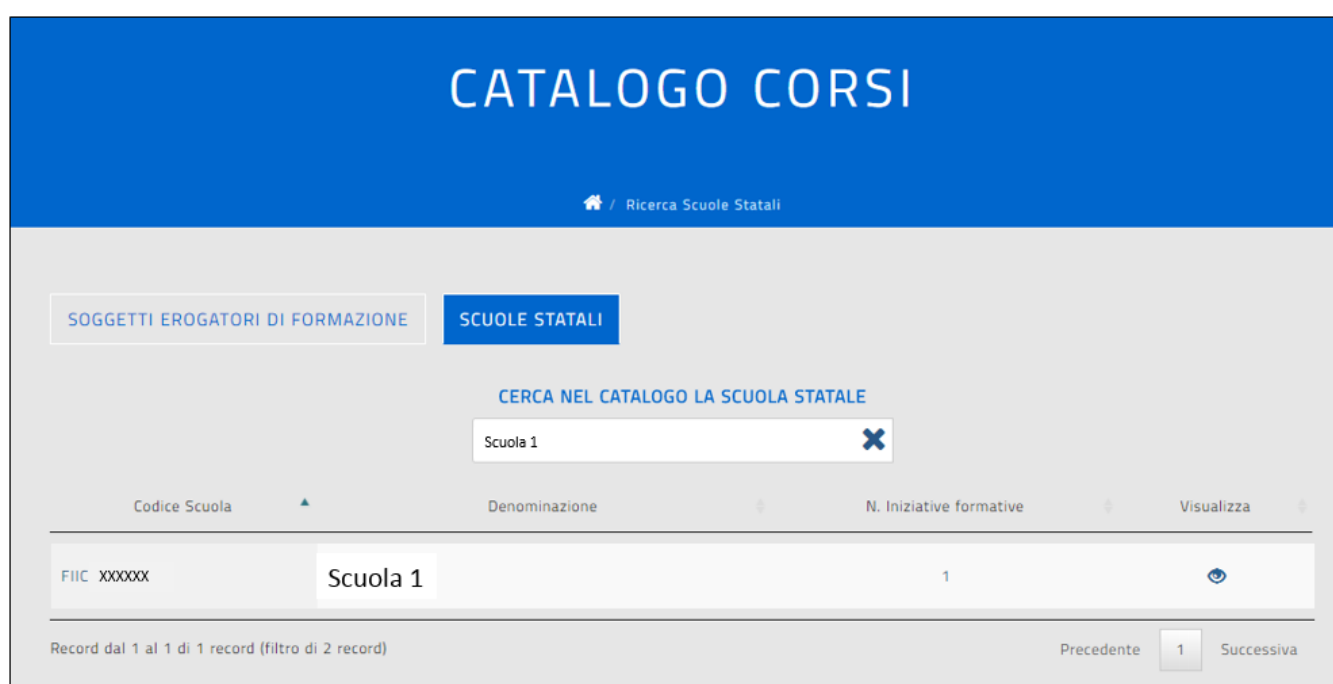 CATALOGO CORSI
/ Ricerca Scuole Statali
SOGGETTI EROGATORI DI FORMAZIONE SCUOLE STATALI
CERCA NEL CATALOGO LA SCUOLA STATALE
Scuola 1
Codice Scuola Denominazione N. Iniziative formative Visualizza
FIIC XXXXXX Scuola 1 1
Record dal 1 al 1 di 1 record (filtro di 2 record) Precedente 1 Successiva